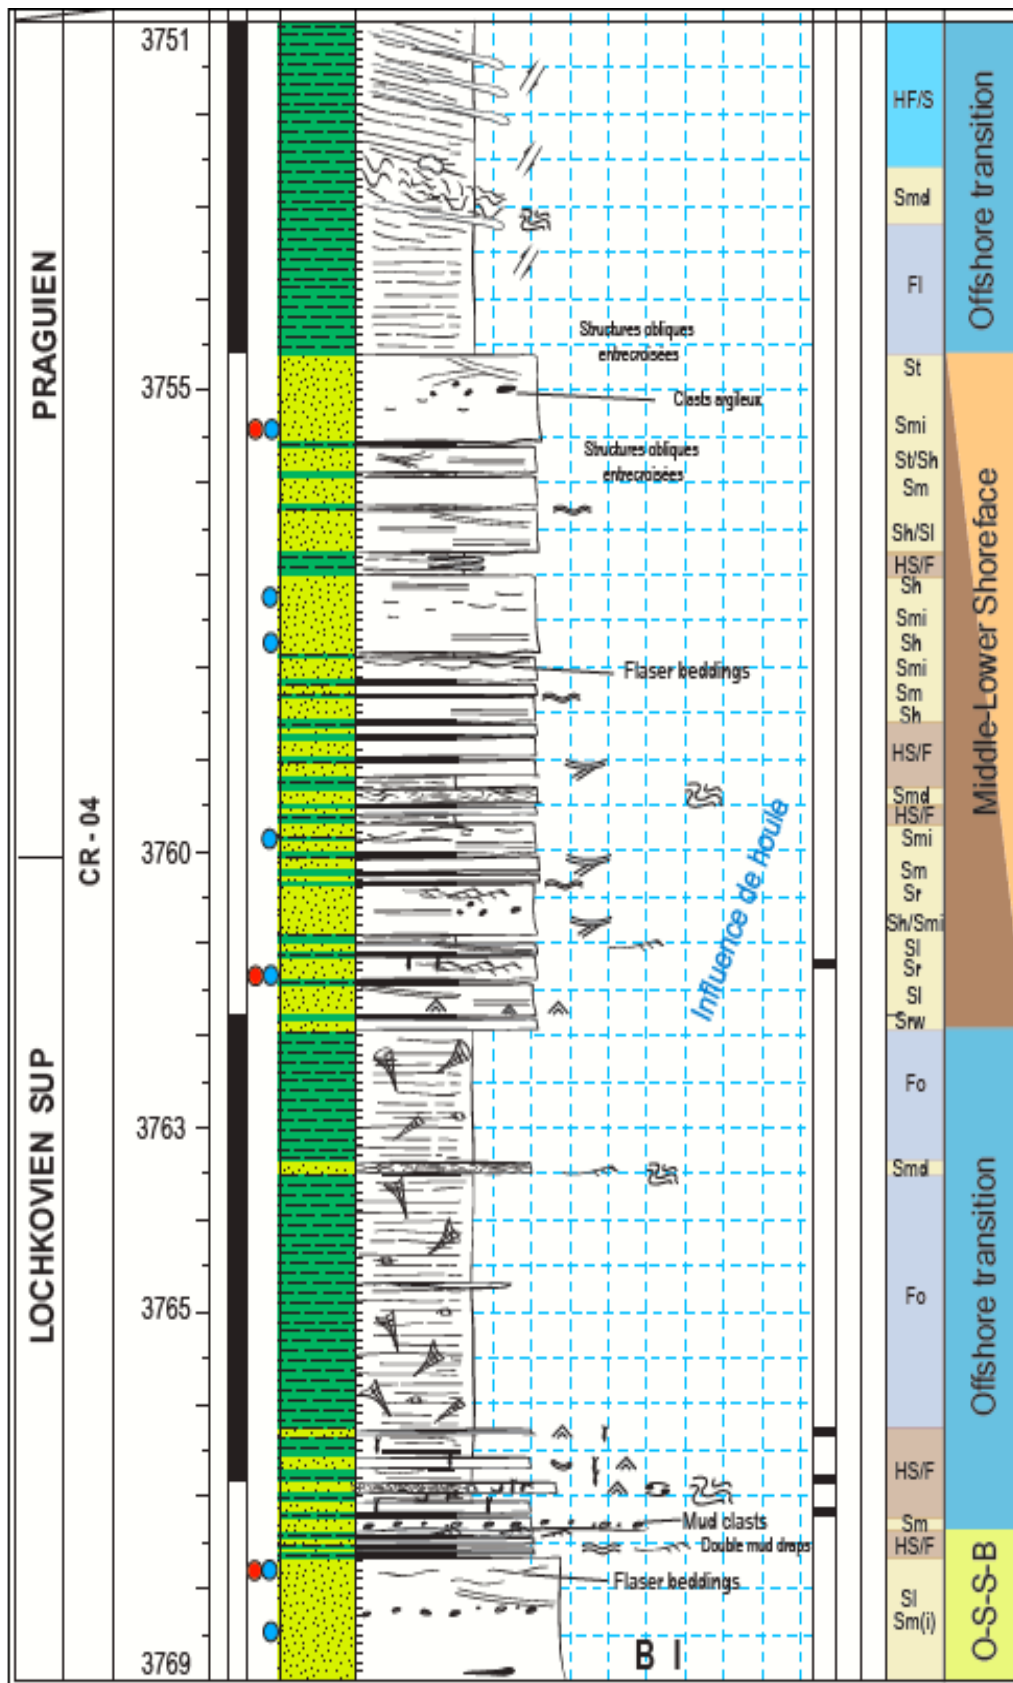 3751
HF/S
Smd
Fl
Offshore transition
PRAGUIEN
Structures obliques
entrecroisées
St
3755
Clasts argileux
Smi
Structures obliques
entrecroisées
St/Sh
Sm
Sh/Sl
HS/F
Sh
Smi
Sh
Flaser beddings
Smi
Sm
Sh
Middle-Lower Shoreface
HS/F
Smd
HS/F
CR - 04
Smi
3760
Influence de houle
Sm
Sr
Sh/Smi
Sl
Sr
Sl
Srw
LOCHKOVIEN SUP
Fo
3763
Smd
3765
Fo
Offshore transition
HS/F
Mud clasts
Sm
Double mud draps
HS/F
Flaser beddings
Sl
Sm(i)
O-S-S-B
B I
3769